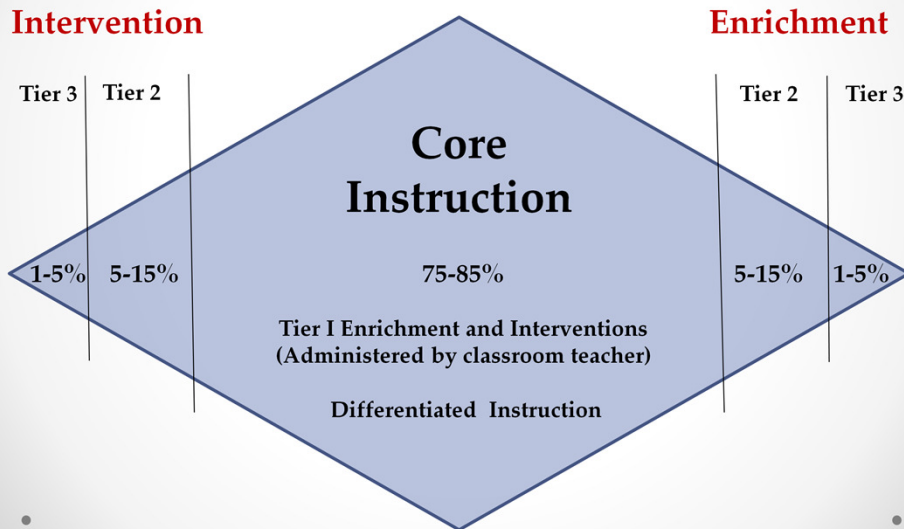 Intervention
Enrichment
Tier 3
Tier 2
Tier 2
Tier 3
Core
Instruction
1-5%
5-15%
75-85%
5-15%
1-5%
Tier I Enrichment and Interventions
(Administered by classroom teacher)
Differentiated Instruction